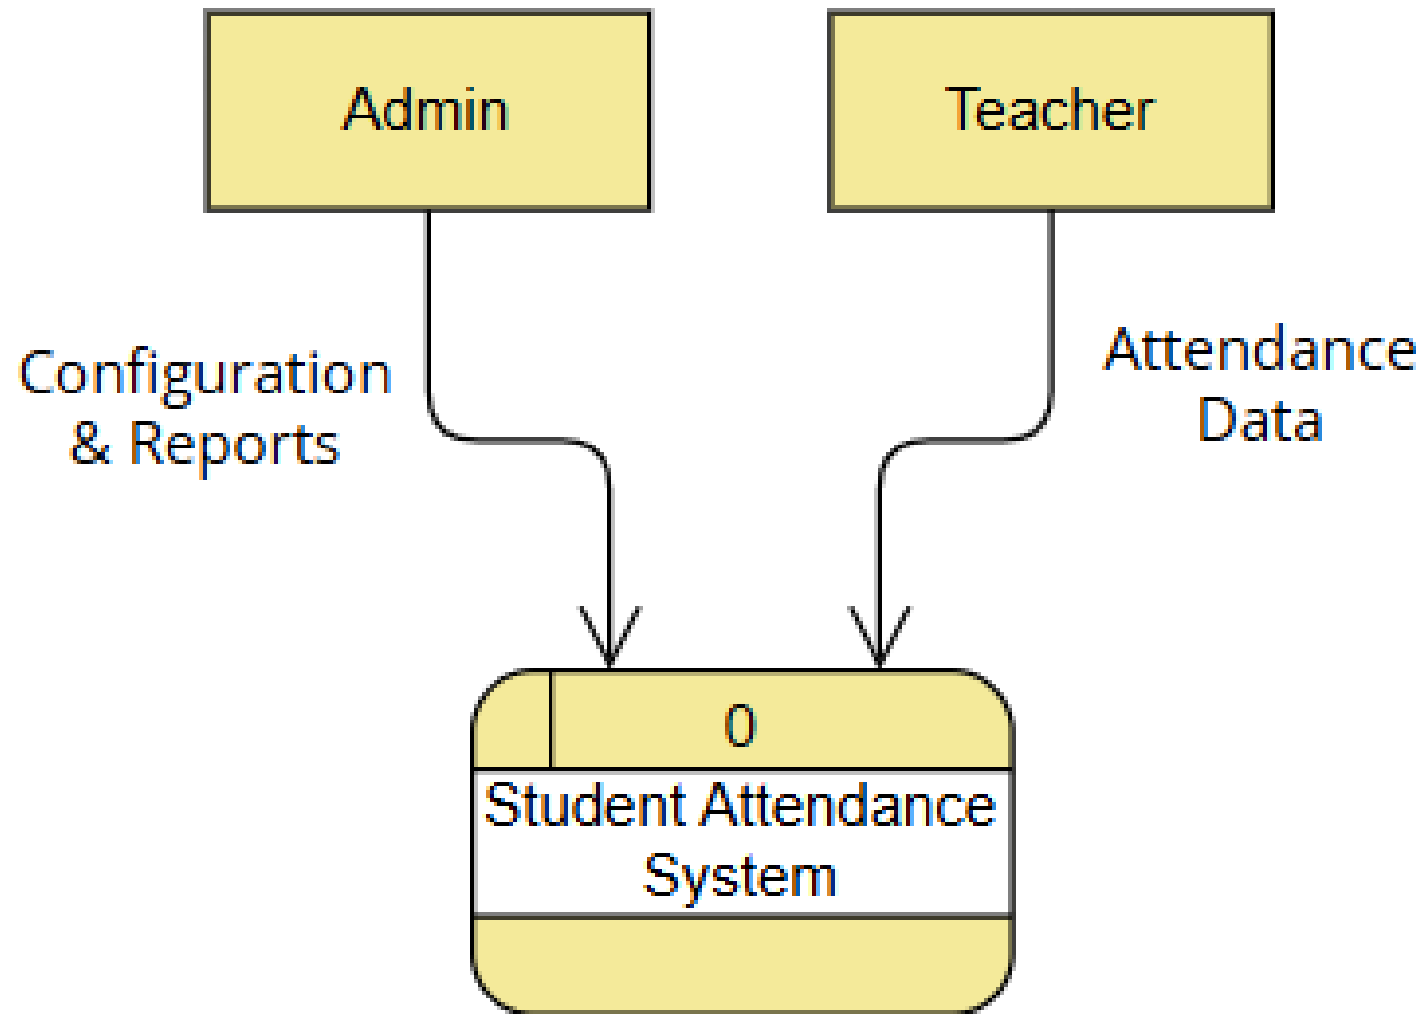 Admin
Teacher
Configuration
& Reports
Attendance
Data
0
Student Attendance
System